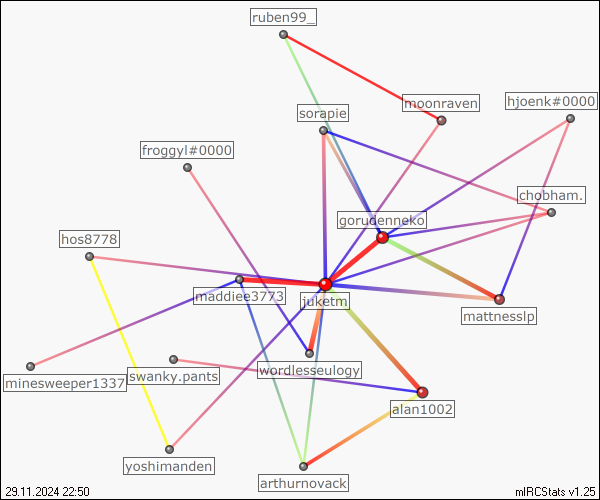 ruben99_
moonraven
hjoenk#0000
sorapie
froggyl#0000
chobham.
gorudenneko
hos8778
maddiee3773
juketm
mattnesslp
wordlesseulogy
minesweeper1337
swanky.pants
alan1002
yoshimanden
arthurnovack
29.11.2024 22:50
mIRCStats v1.25